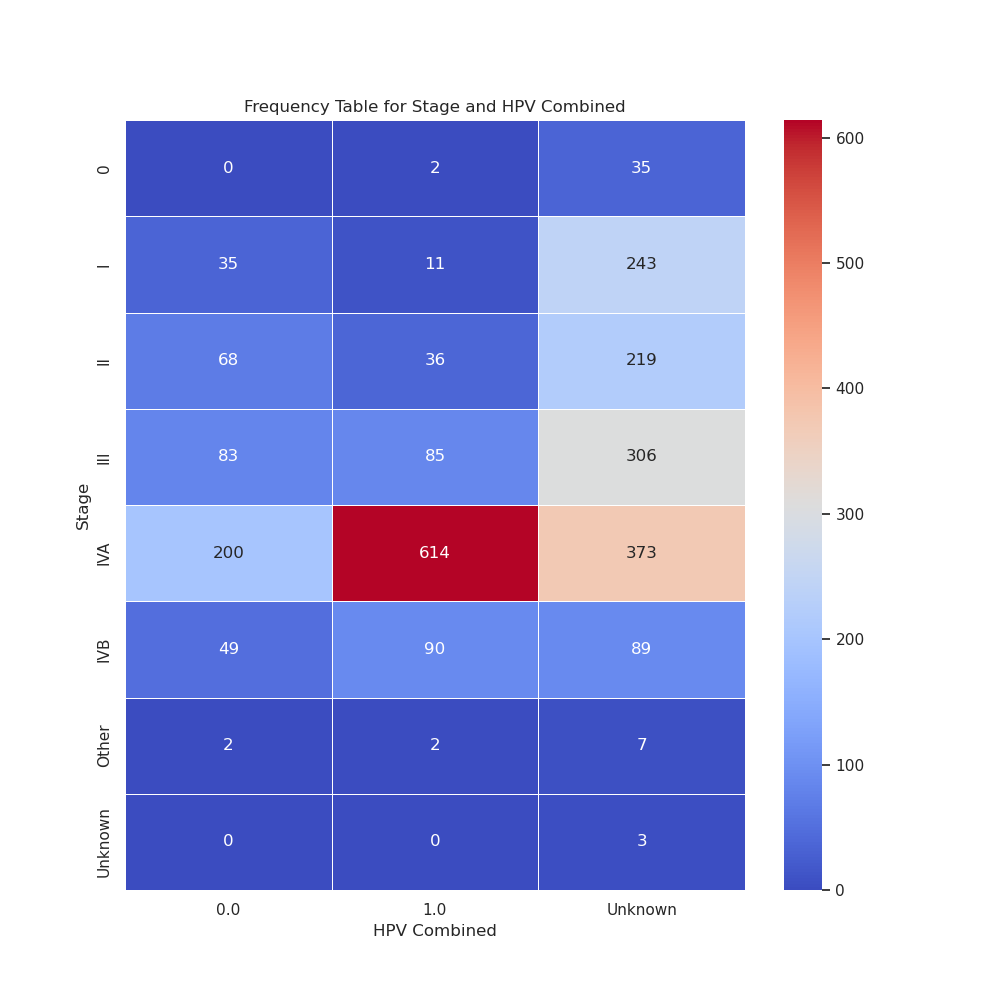 Frequency Table for Stage and HPV Combined
0 0 2 35
I 35 11 243
II 68 36 219
III 83 85 306
IVA 200 614 373
IVB 49 90 89
Other 2 2 7
Unknown 0 0 3
Stage
0.0 1.0 Unknown
HPV Combined
600
500
400
300
200
100
0